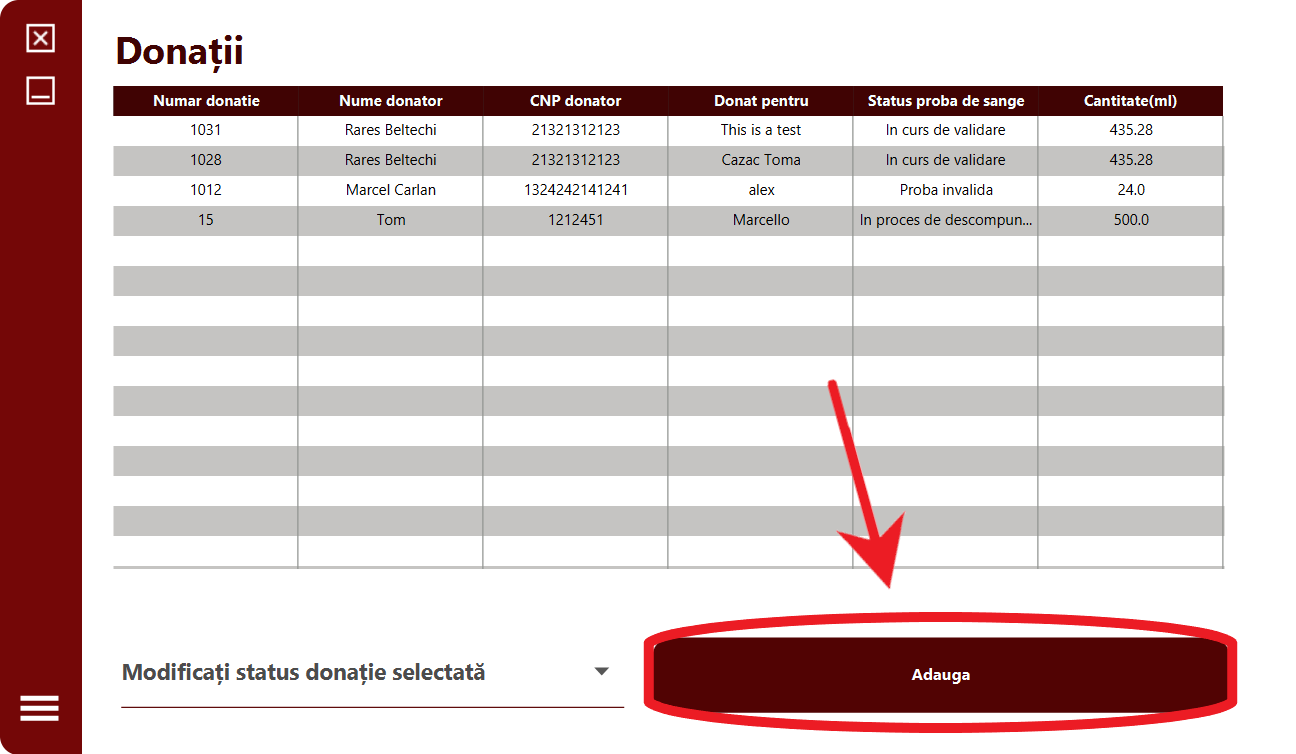 Donații
Numar donatie Nume donator CNP donator Donat pentru Status proba de sange Cantitate(ml)
1031 Rares Beltechi 21321312123 This is a test In curs de validare 435.28
1028 Rares Beltechi 21321312123 Cazac Toma In curs de validare 435.28
1012 Marcel Carlan 1324242141241 alex Proba invalida 24.0
15 Tom 1212451 Marcello In proces de descompun... 500.0
Modificați status donație selectată
Adauga